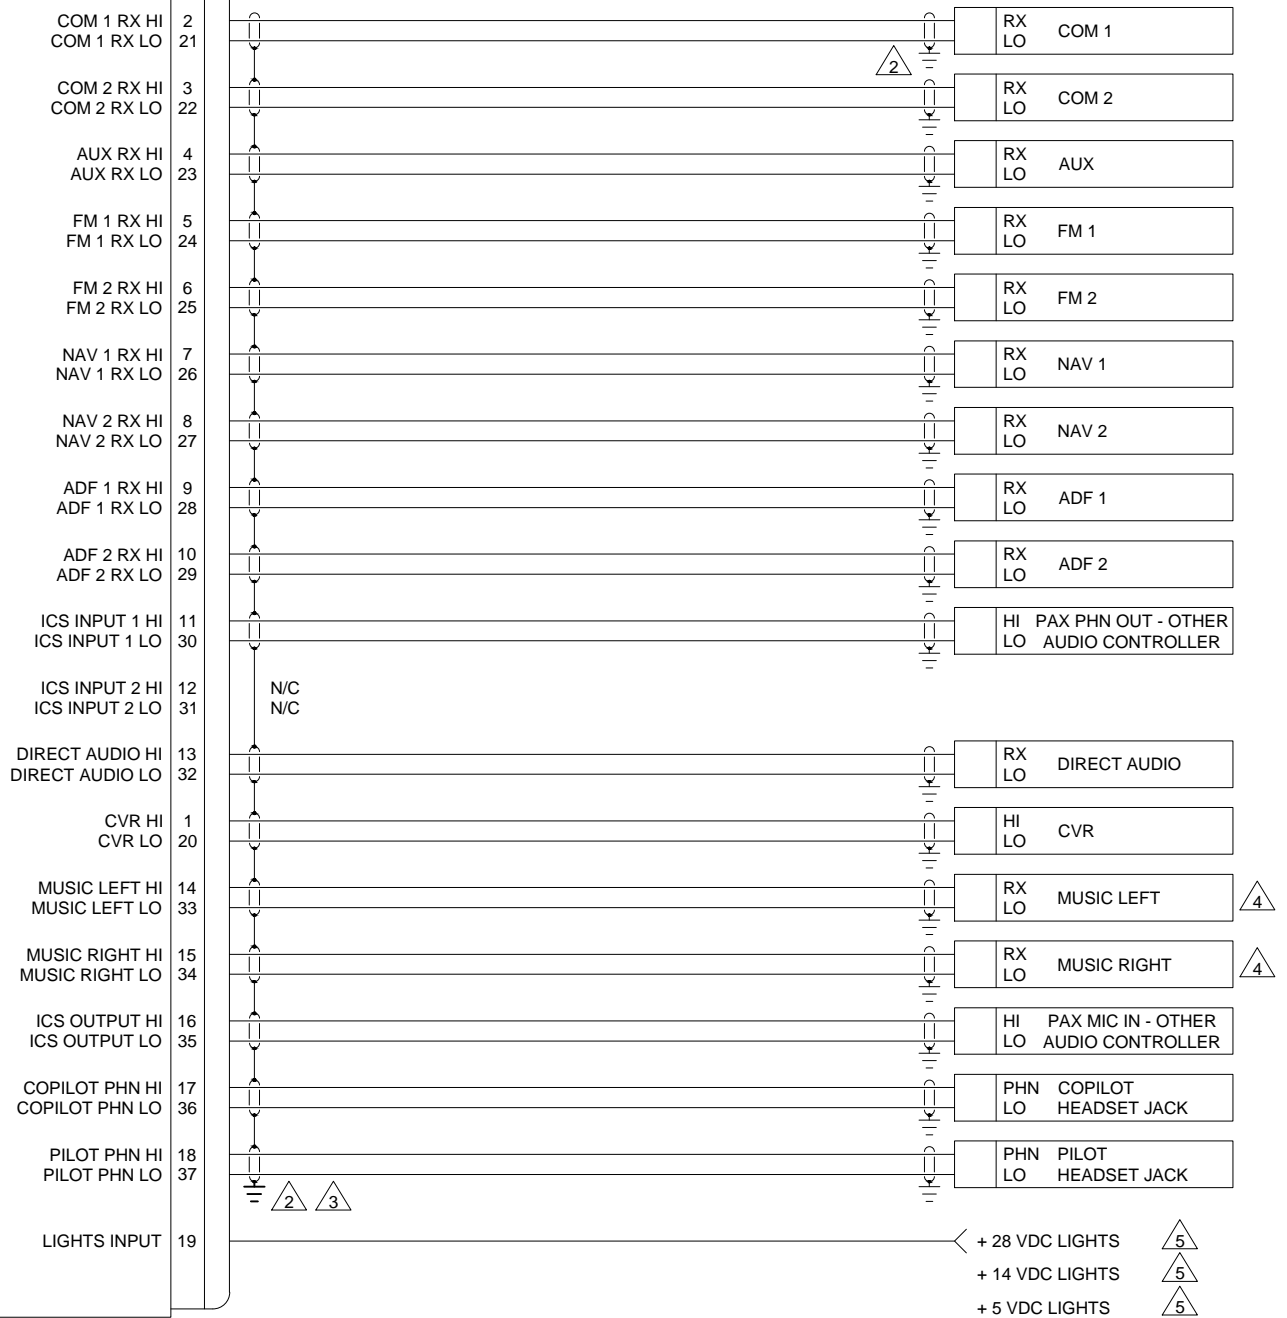 COM 1 RX HI 2 RX COM 1
COM 1 RX LO 21 LO
2
COM 2 RX HI 3 RX COM 2
COM 2 RX LO 22 LO
AUX RX HI 4 RX AUX
AUX RX LO 23 LO
FM 1 RX HI 5 RX FM 1
FM 1 RX LO 24 LO
FM 2 RX HI 6 RX FM 2
FM 2 RX LO 25 LO
NAV 1 RX HI 7 RX NAV 1
NAV 1 RX LO 26 LO
NAV 2 RX HI 8 RX NAV 2
NAV 2 RX LO 27 LO
ADF 1 RX HI 9 RX ADF 1
ADF 1 RX LO 28 LO
ADF 2 RX HI 10 RX ADF 2
ADF 2 RX LO 29 LO
ICS INPUT 1 HI 11 HI PAX PHN OUT - OTHER
ICS INPUT 1 LO 30 LO AUDIO CONTROLLER
ICS INPUT 2 HI 12 N/C
ICS INPUT 2 LO 31 N/C
DIRECT AUDIO HI 13 RX DIRECT AUDIO
DIRECT AUDIO LO 32 LO
CVR HI 1 HI CVR
CVR LO 20 LO
MUSIC LEFT HI 14 RX MUSIC LEFT 4
MUSIC LEFT LO 33 LO
MUSIC RIGHT HI 15 RX MUSIC RIGHT 4
MUSIC RIGHT LO 34 LO
ICS OUTPUT HI 16 HI PAX MIC IN - OTHER
ICS OUTPUT LO 35 LO AUDIO CONTROLLER
COPILOT PHN HI 17 PHN COPILOT
COPILOT PHN LO 36 LO HEADSET JACK
PILOT PHN HI 18 PHN PILOT
PILOT PHN LO 37 LO HEADSET JACK
2 3
LIGHTS INPUT 19 + 28 VDC LIGHTS 5
+ 14 VDC LIGHTS 5
+ 5 VDC LIGHTS 5